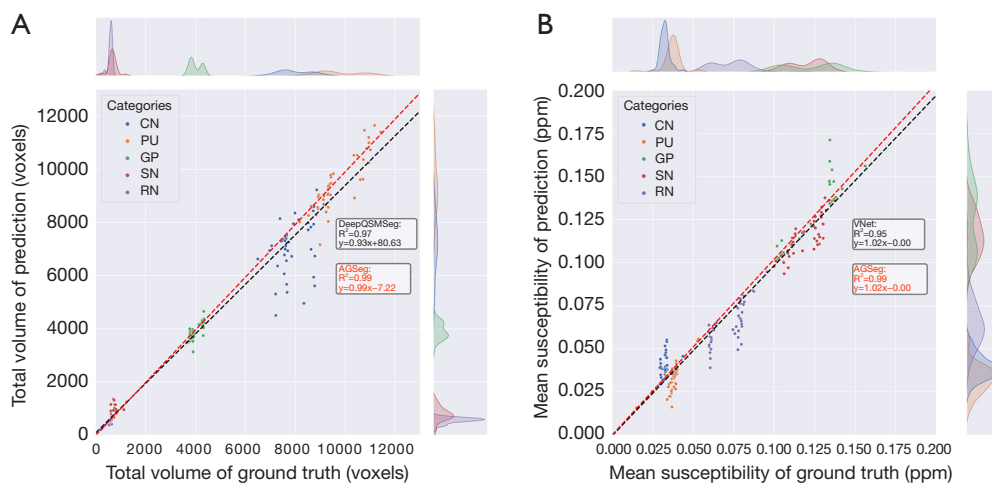 A
Categories
CN
PU
GP
SN
RN
DeepQSMSeg:
R²=0.97
y=0.93x+80.63
AGSeg:
R²=0.99
y=0.99x−7.22
12000
10000
8000
6000
4000
2000
0
Total volume of prediction (voxels)
0 2000 4000 6000 8000 10000 12000
Total volume of ground truth (voxels)
B
Categories
CN
PU
GP
SN
RN
VNet:
R²=0.95
y=1.02x−0.00
AGSeg:
R²=0.99
y=1.02x−0.00
0.200
0.175
0.150
0.125
0.100
0.075
0.050
0.025
0.000
Mean susceptibility of prediction (ppm)
0.000 0.025 0.050 0.075 0.100 0.125 0.150 0.175 0.200
Mean susceptibility of ground truth (ppm)